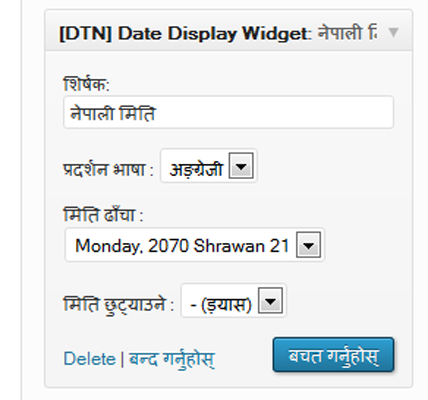 [DTN] Date Display Widget: नेपाली मि
शिर्षक:
नेपाली मिति
प्रदर्शन भाषा : अङ्ग्रेजी
मिति ढाँचा :
Monday, 2070 Shrawan 21
मिति छुट्याउने : - (ड्यास)
Delete | बन्द गर्नुहोस् बचत गर्नुहोस्